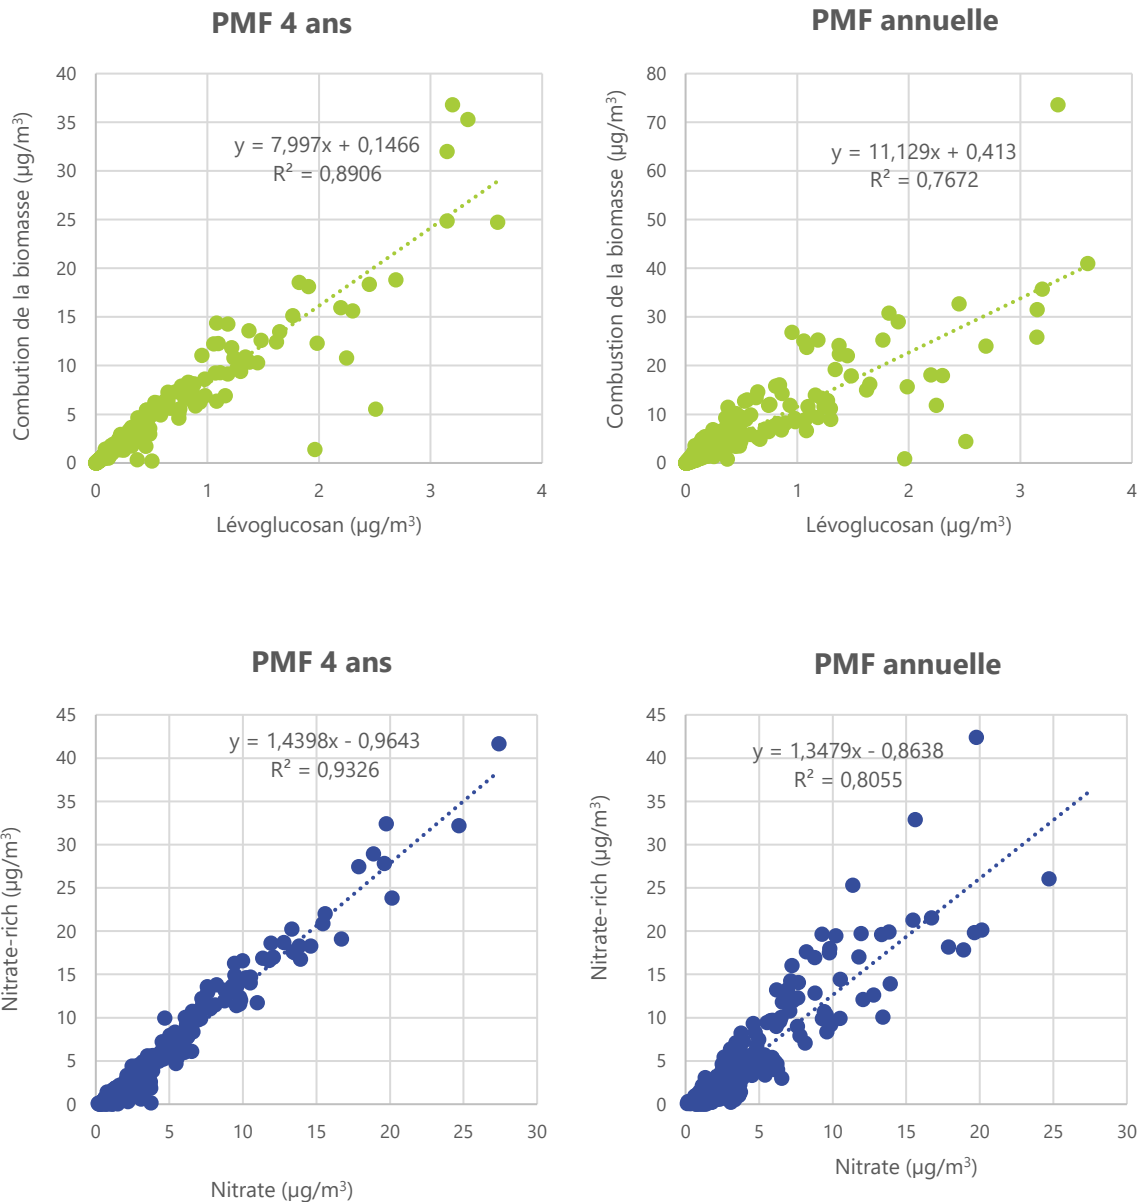 PMF 4 ans
Combution de la biomasse (µg/m³)
40
35
30
25
20
15
10
5
0
y = 7,997x + 0,1466
R² = 0,8906
0 1 2 3 4
Lévoglucosan (µg/m³)
PMF annuelle
Combustion de la biomasse (µg/m³)
80
70
60
50
40
30
20
10
0
y = 11,129x + 0,413
R² = 0,7672
0 1 2 3 4
Lévoglucosan (µg/m³)
PMF 4 ans
Nitrate-rich (µg/m³)
45
40
35
30
25
20
15
10
5
0
y = 1,4398x - 0,9643
R² = 0,9326
0 5 10 15 20 25 30
Nitrate (µg/m³)
PMF annuelle
Nitrate-rich (µg/m³)
45
40
35
30
25
20
15
10
5
0
y = 1,3479x - 0,8638
R² = 0,8055
0 5 10 15 20 25 30
Nitrate (µg/m³)